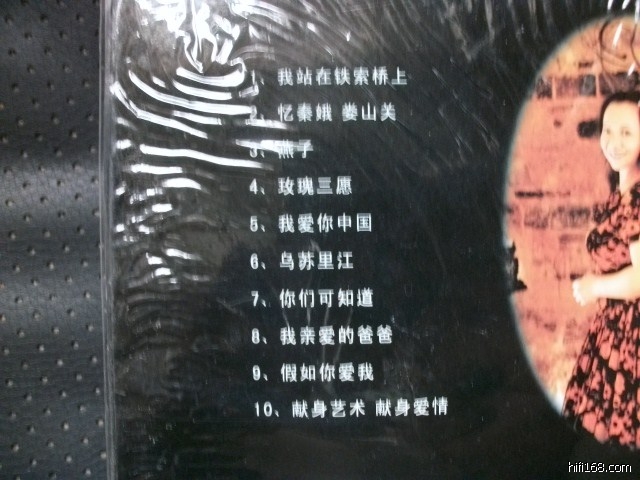 1、我站在铁索桥上
2、忆秦娥 娄山关
3、燕子
4、玫瑰三愿
5、我爱你中国
6、乌苏里江
7、你们可知道
8、我亲爱的爸爸
9、假如你爱我
10、献身艺术 献身爱情
hifi168.com